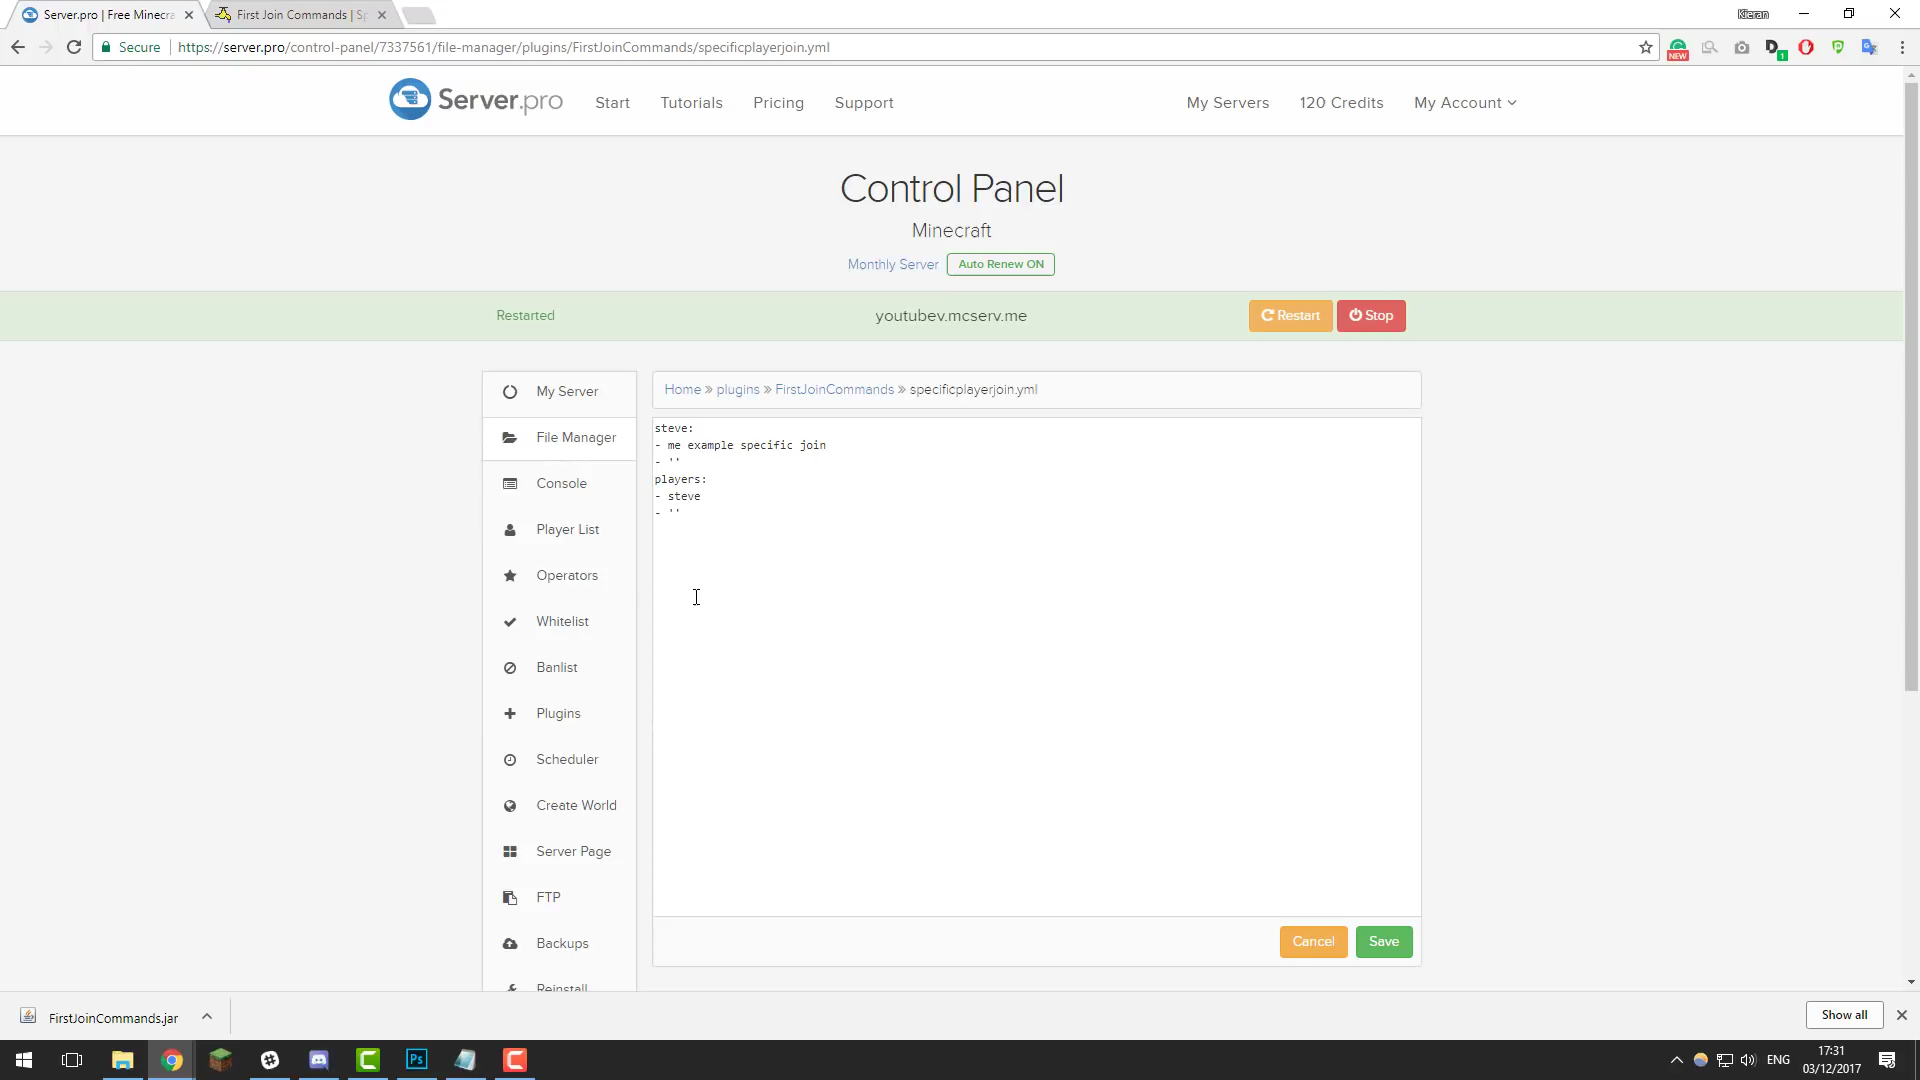 Server.pro | Free Minecra
First Join Commands | Sp
Kieran
Secure
https://server.pro/control-panel/7337561/file-manager/plugins/FirstJoinCommands/specificplayerjoin.yml
NEW
D
1
Server.pro
Start
Tutorials
Pricing
Support
My Servers
120 Credits
My Account
Control Panel
Minecraft
Monthly Server
Auto Renew ON
Restarted
youtubev.mcserv.me
Restart
Stop
My Server
File Manager
Console
Player List
Operators
Whitelist
Banlist
Plugins
Scheduler
Create World
Server Page
FTP
Backups
Reinstall
Home » plugins » FirstJoinCommands » specificplayerjoin.yml
steve:
- me example specific join
- ''
players:
- steve
- ''
Cancel
Save
FirstJoinCommands.jar
Show all
Ps
ENG
17:31
03/12/2017